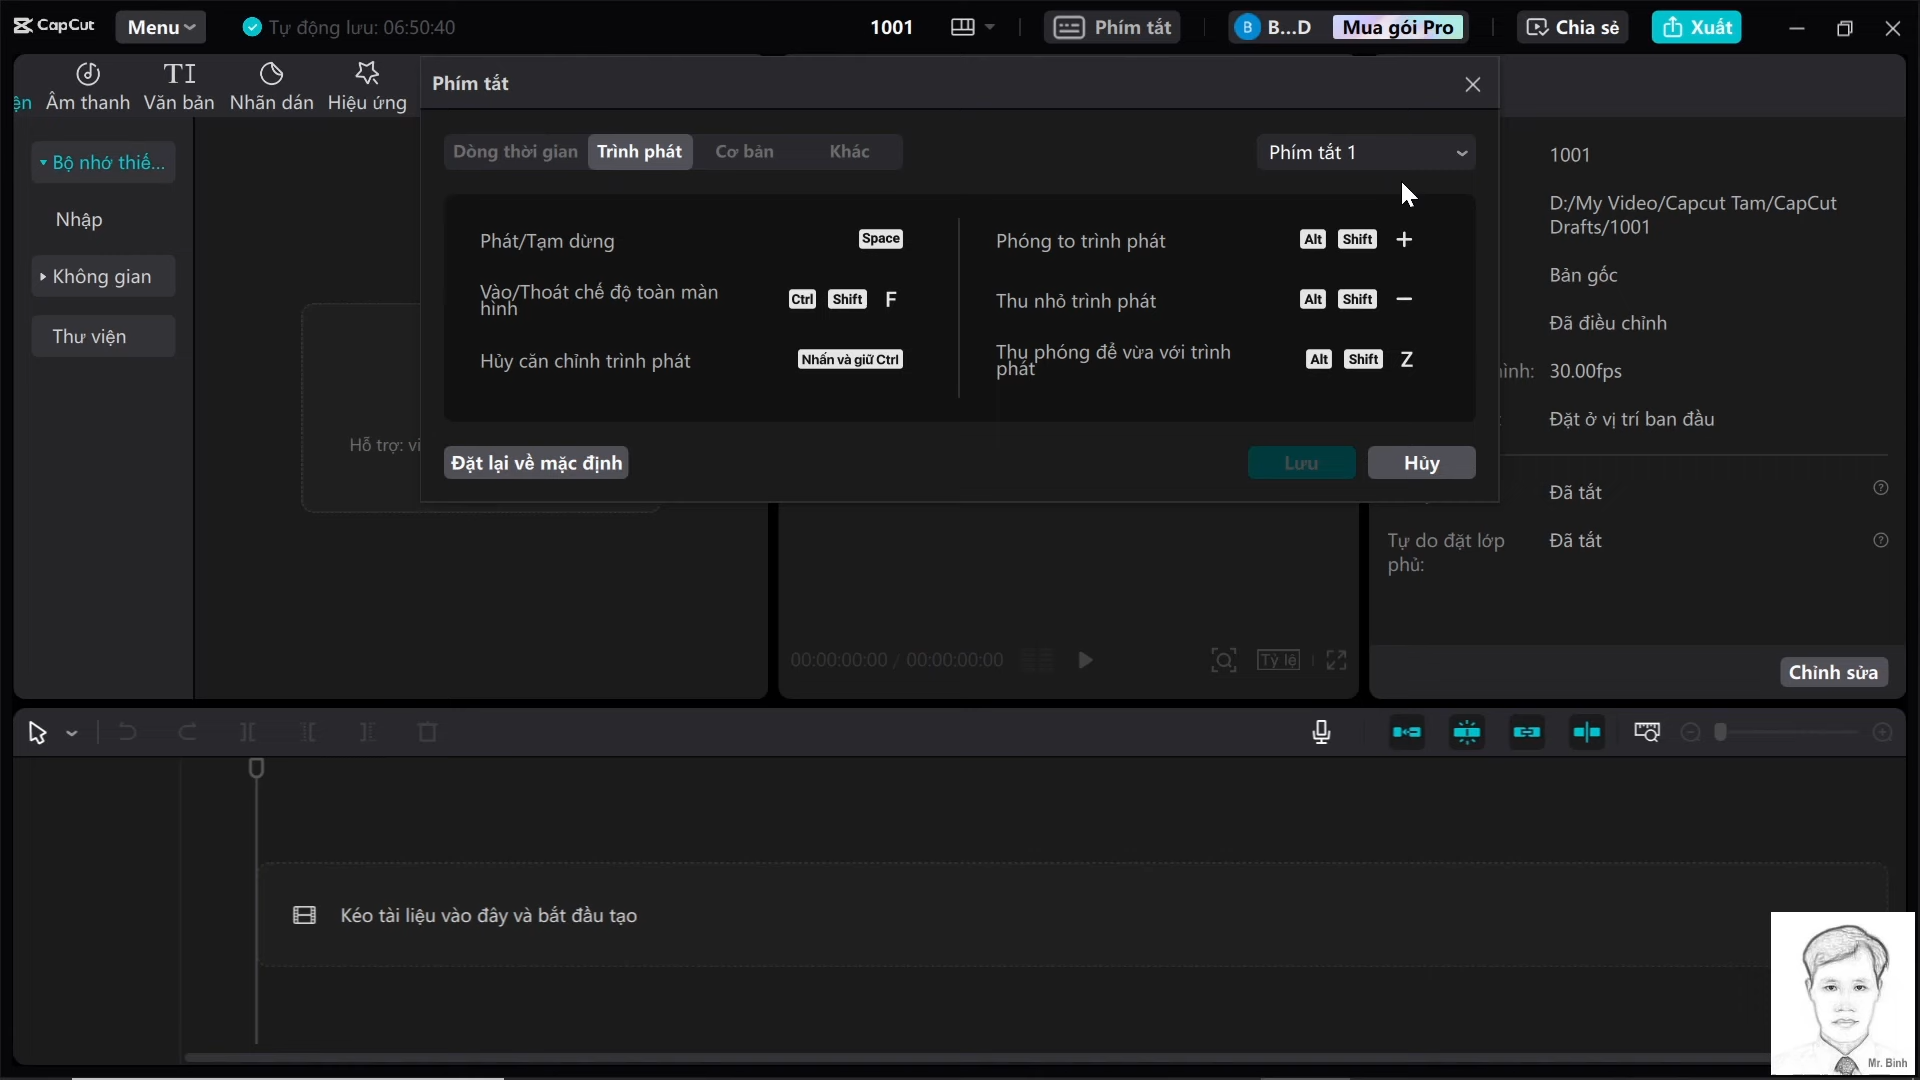 CapCut
Menu
Tự động lưu: 06:50:40
1001
Phím tắt
B
B...D
Mua gói Pro
Chia sẻ
Xuất
ện
Âm thanh
TI
Văn bản
Nhãn dán
Hiệu ứng
Phím tắt
Dòng thời gian
Trình phát
Cơ bản
Khác
Phím tắt 1
Bộ nhớ thiế...
Nhập
Không gian
Thư viện
Hỗ trợ: vi
Phát/Tạm dừng
Space
Vào/Thoát chế độ toàn màn
hình
Ctrl Shift F
Hủy căn chỉnh trình phát
Nhấn và giữ Ctrl
Phóng to trình phát
Alt Shift +
Thu nhỏ trình phát
Alt Shift −
Thu phóng để vừa với trình
phát
Alt Shift Z
Đặt lại về mặc định
Lưu
Hủy
1001
D:/My Video/Capcut Tam/CapCut
Drafts/1001
Bản gốc
Đã điều chỉnh
ình:
30.00fps
Đặt ở vị trí ban đầu
Đã tắt
Tự do đặt lớp
phủ:
Đã tắt
00:00:00:00 / 00:00:00:00
Tỷ lệ
Chỉnh sửa
Kéo tài liệu vào đây và bắt đầu tạo
Mr. Binh